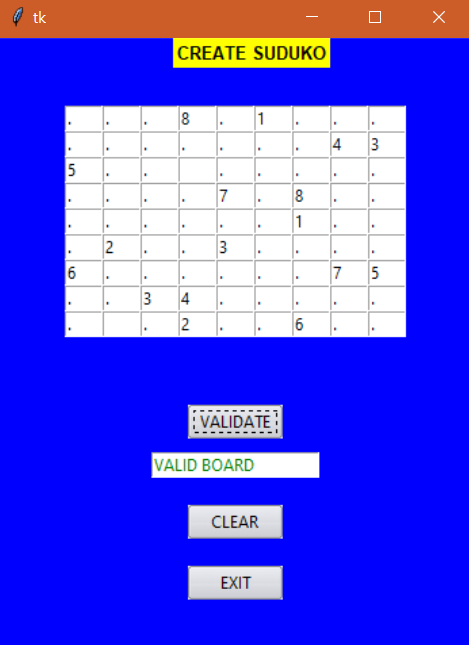 tk
CREATE SUDUKO
. . . 8 . 1 . . .
. . . . . . . 4 3
5 . . . . . . .
. . . . 7 . 8 . .
. . . . . . 1 . .
. 2 . . 3 . . . .
6 . . . . . . 7 5
. . 3 4 . . . . .
. . 2 . . 6 . .
VALIDATE
VALID BOARD
CLEAR
EXIT